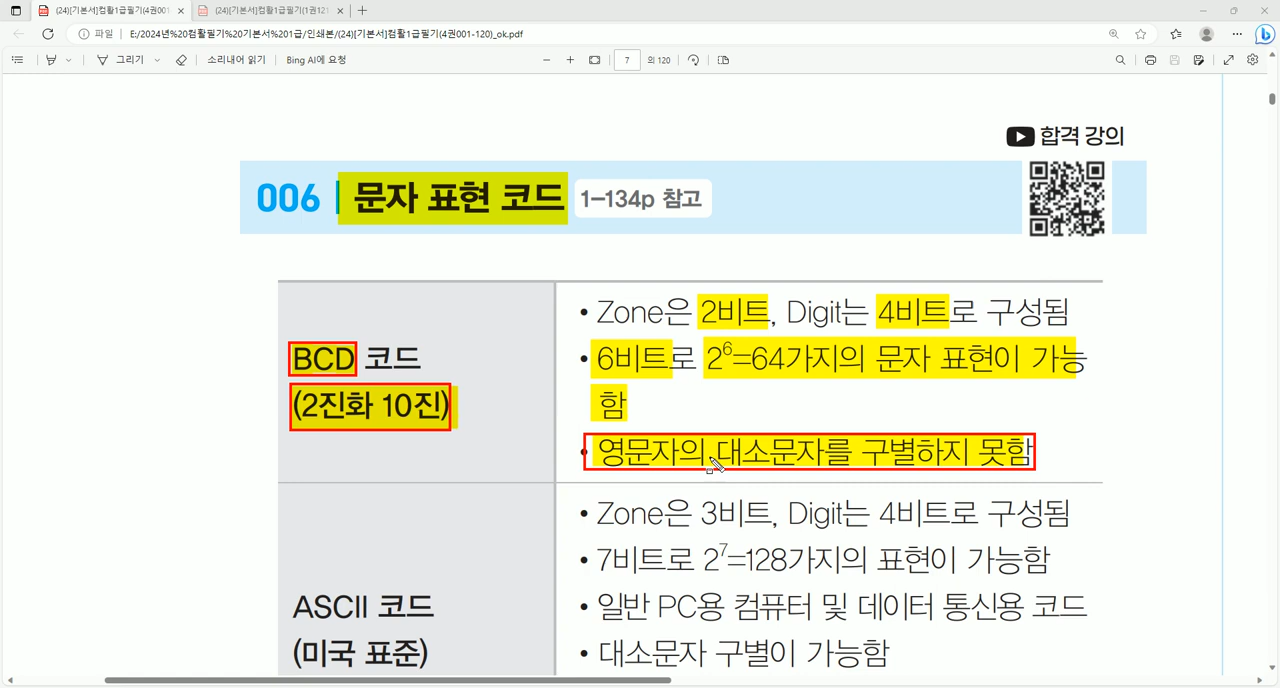 (24)[기본서]컴활1급필기(4권001
(24)[기본서]컴활1급필기(1권121
파일
E:/2024년%20컴활필기%20기본서%201급/인쇄본/(24)[기본서]컴활1급필기(4권001-120)_ok.pdf
그리기
소리내어 읽기
Bing AI에 요청
7
의 120
합격 강의
006 문자 표현 코드 1-134p 참고
BCD 코드
(2진화 10진)
• Zone은 2비트, Digit는 4비트로 구성됨
• 6비트로 2⁶=64가지의 문자 표현이 가능
함
• 영문자의 대소문자를 구별하지 못함
ASCII 코드
(미국 표준)
• Zone은 3비트, Digit는 4비트로 구성됨
• 7비트로 2⁷=128가지의 표현이 가능함
• 일반 PC용 컴퓨터 및 데이터 통신용 코드
• 대소문자 구별이 가능함